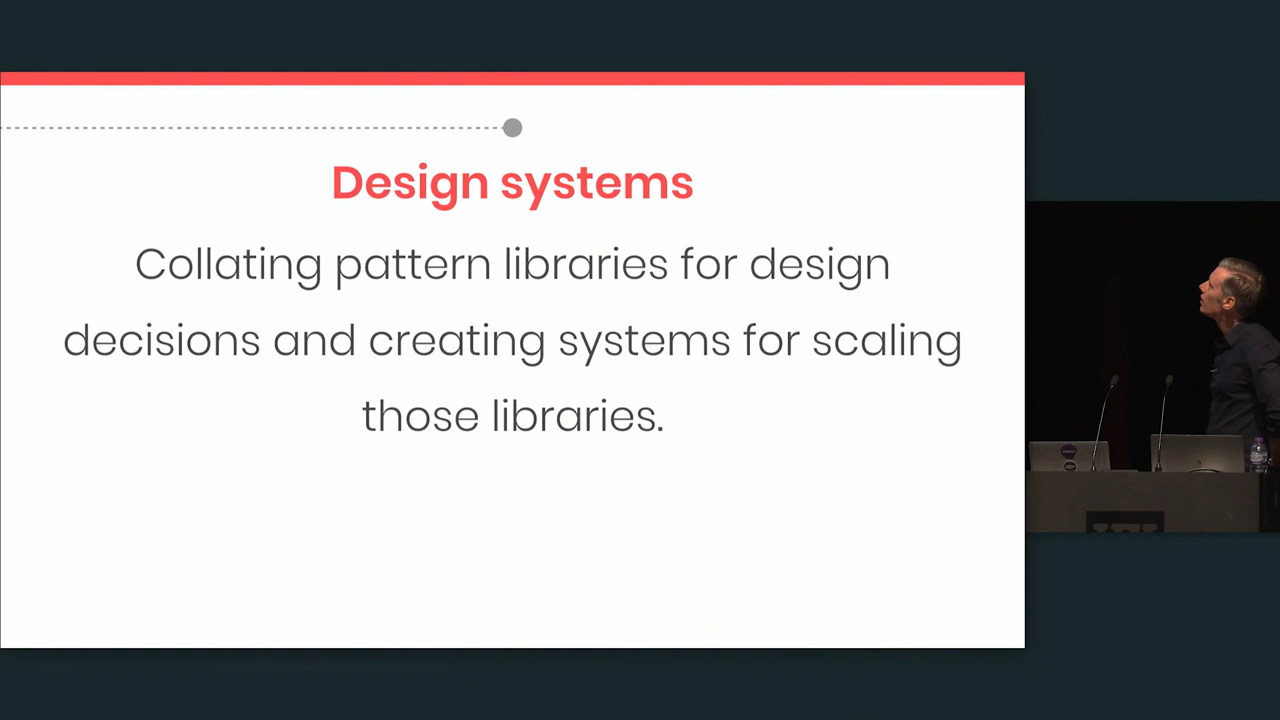 Design systems
Collating pattern libraries for design
decisions and creating systems for scaling
those libraries.